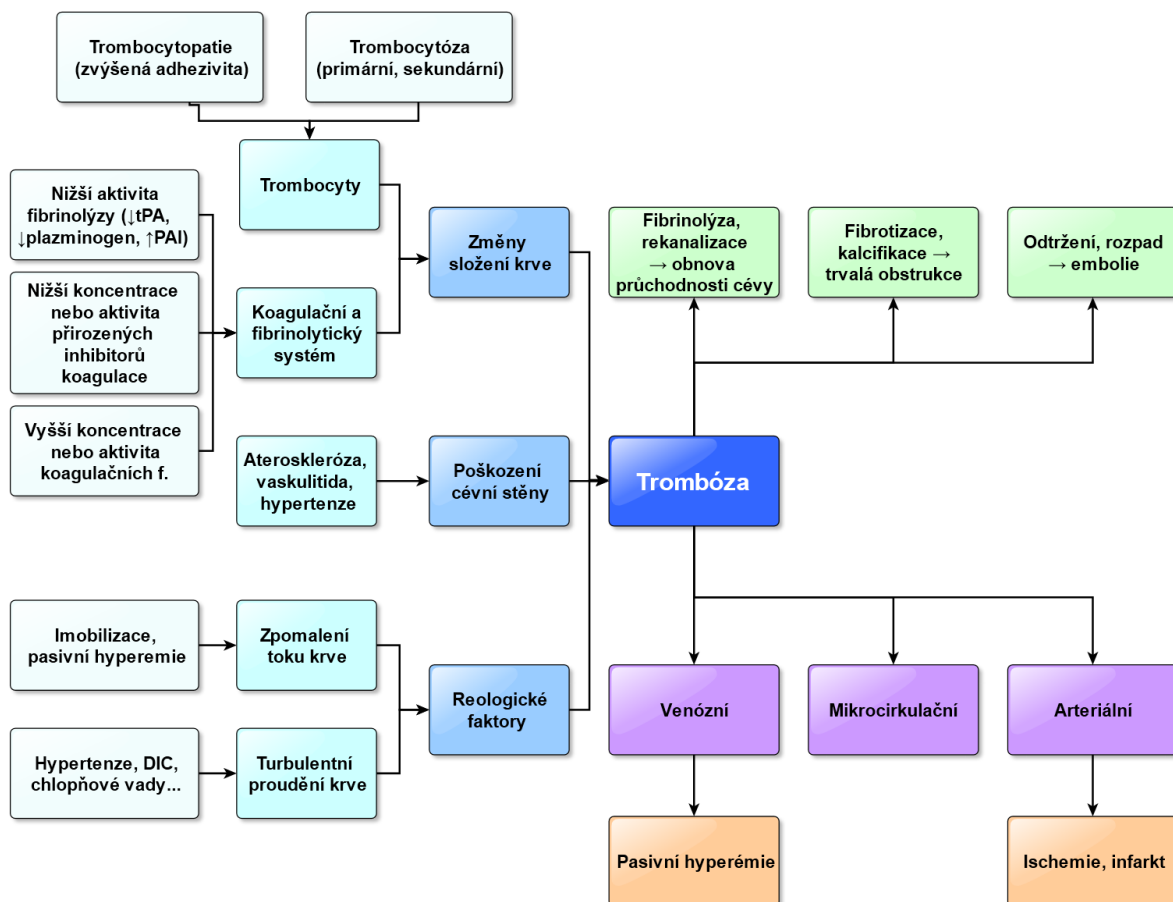 Trombocytopatie
(zvýšená adhezivita)
Trombocytóza
(primární, sekundární)
Trombocyty
Nižší aktivita
fibrinolýzy (↓tPA,
↓plazminogen, ↑PAI)
Nižší koncentrace
nebo aktivita
přirozených
inhibitorů
koagulace
Vyšší koncentrace
nebo aktivita
koagulačních f.
Koagulační a
fibrinolytický
systém
Změny
složení krve
Fibrinolýza,
rekanalizace
→ obnova
průchodnosti cévy
Fibrotizace,
kalcifikace →
trvalá obstrukce
Odtržení, rozpad
→ embolie
Ateroskleróza,
vaskulitida,
hypertenze
Poškození
cévní stěny
Trombóza
Imobilizace,
pasivní hyperemie
Zpomalení
toku krve
Reologické
faktory
Hypertenze, DIC,
chlopňové vady...
Turbulentní
proudění krve
Venózní
Mikrocirkulační
Arteriální
Pasivní hyperémie
Ischemie, infarkt